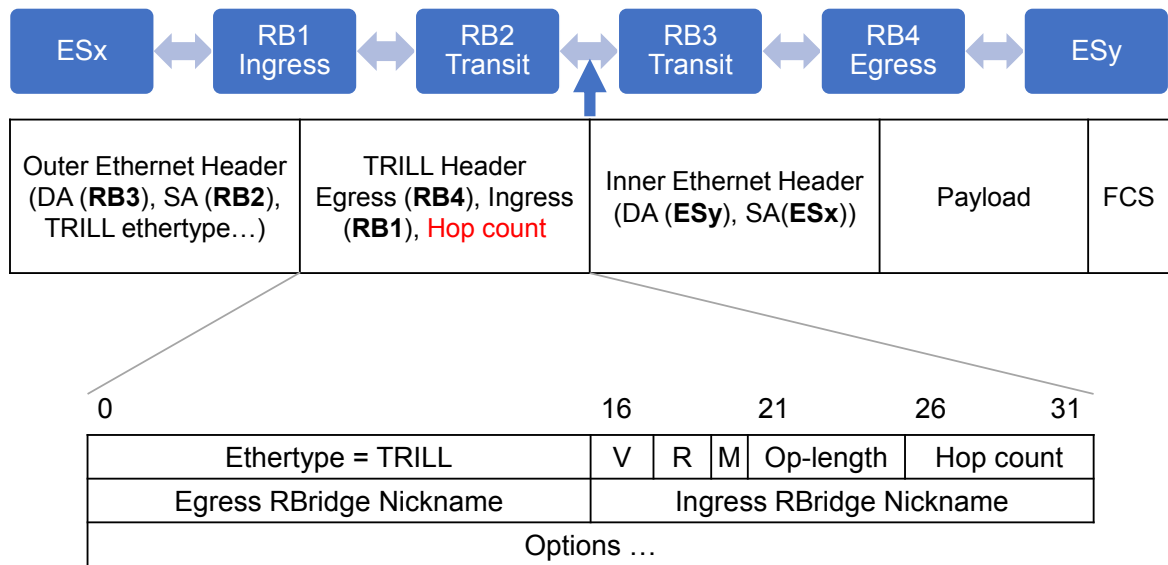 ESx
RB1
Ingress
RB2
Transit
RB3
Transit
RB4
Egress
ESy
Outer Ethernet Header
(DA (RB3), SA (RB2),
TRILL ethertype…)
TRILL Header
Egress (RB4), Ingress
(RB1), Hop count
Inner Ethernet Header
(DA (ESy), SA(ESx))
Payload
FCS
0 16 21 26 31
Ethertype = TRILL V R M Op-length Hop count
Egress RBridge Nickname Ingress RBridge Nickname
Options …